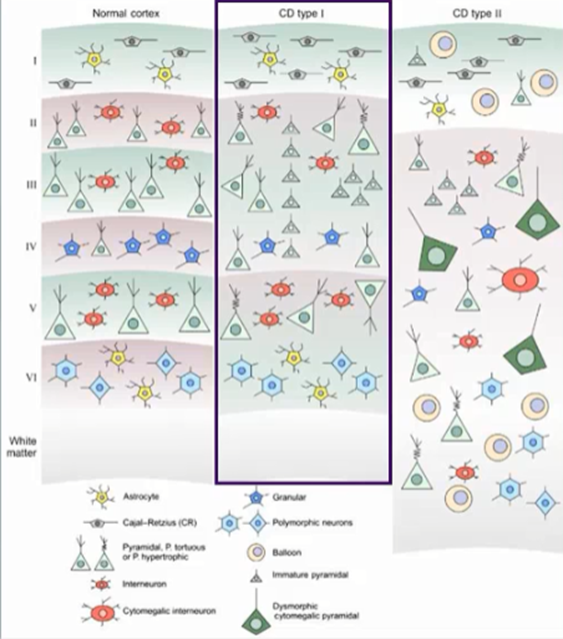 Normal cortex
CD type I
CD type II
I
II
III
IV
V
VI
White
matter
Astrocyte
Cajal-Retzius (CR)
Pyramidal, P. tortuous
or P. hypertrophic
Interneuron
Cytomegalic interneuron
Granular
Polymorphic neurons
Balloon
Immature pyramidal
Dysmorphic
cytomegalic pyramidal